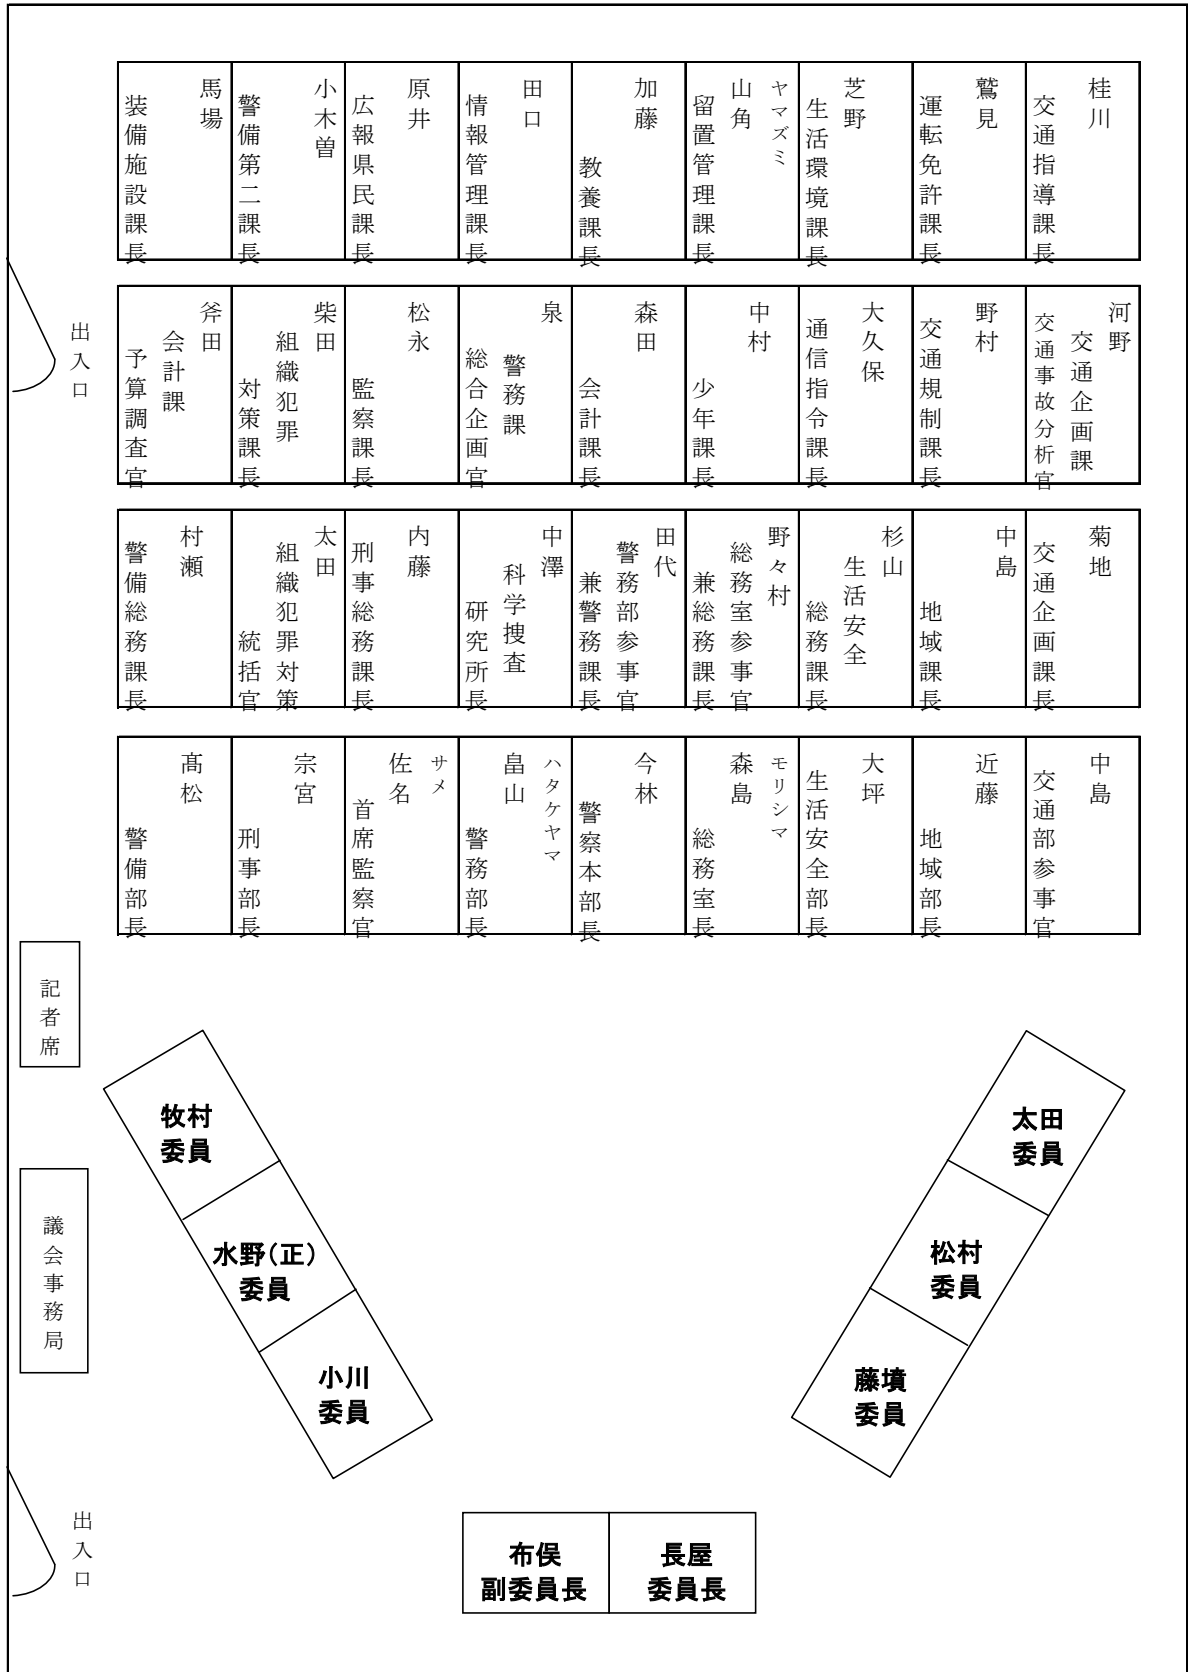 馬場
装備施設課長
小木曽
警備第二課長
原井
広報県民課長
田口
情報管理課長
加藤
教養課長
ヤマズミ
山角
留置管理課長
芝野
生活環境課長
鷲見
運転免許課長
桂川
交通指導課長
出入口
斧田
会計課
予算調査官
柴田
組織犯罪
対策課長
松永
監察課長
泉
警務課
総合企画官
森田
会計課長
中村
少年課長
大久保
通信指令課長
野村
交通規制課長
河野
交通企画課
交通事故分析官
村瀬
警備総務課長
太田
組織犯罪対策
統括官
内藤
刑事総務課長
中澤
科学捜査
研究所長
田代
警務部参事官
兼警務課長
野々村
総務室参事官
兼総務課長
杉山
生活安全
総務課長
中島
地域課長
菊地
交通企画課長
髙松
警備部長
宗宮
刑事部長
サメ
佐名
首席監察官
ハタケヤマ
畠山
警務部長
今林
警察本部長
モリシマ
森島
総務室長
大坪
生活安全部長
近藤
地域部長
中島
交通部参事官
記者席
牧村
委員
太田
委員
議会事務局
水野(正)
委員
松村
委員
小川
委員
藤墳
委員
出入口
布俣
副委員長
長屋
委員長